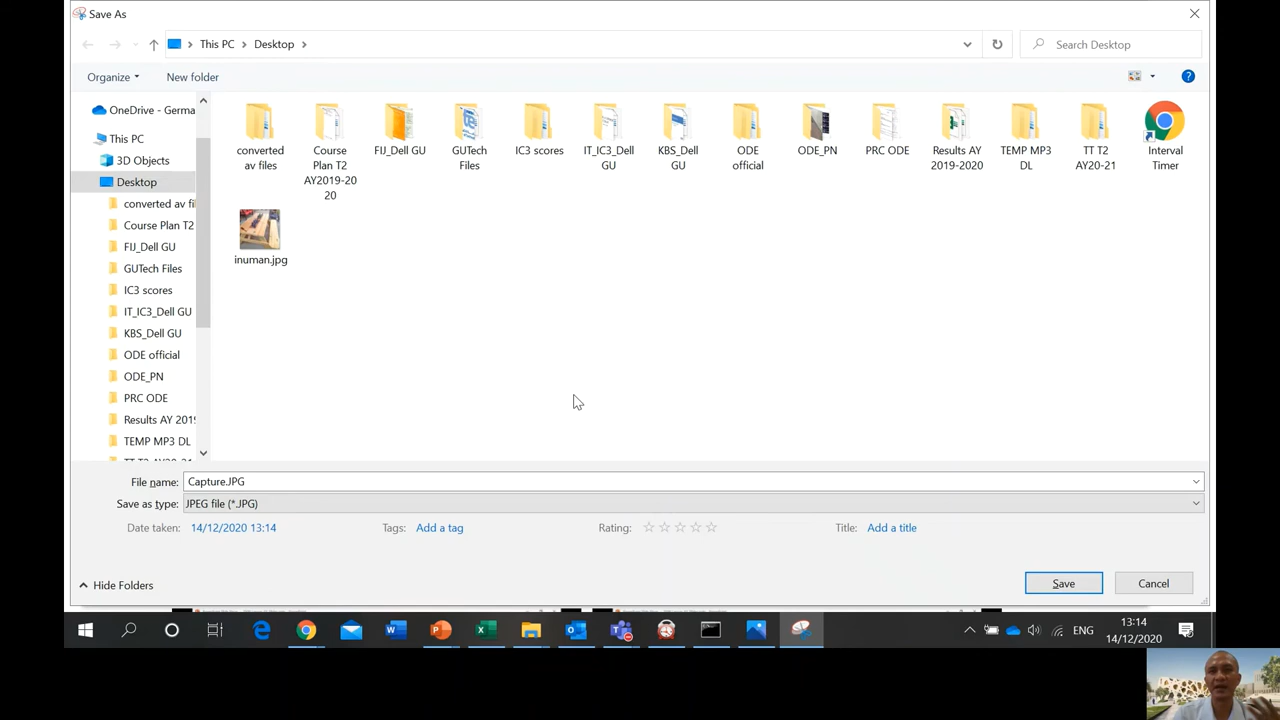 Save As
This PC
Desktop
Search Desktop
Organize
New folder
OneDrive - Germa
This PC
3D Objects
Desktop
converted av fil
Course Plan T2
FIJ_Dell GU
GUTech Files
IC3 scores
IT_IC3_Dell GU
KBS_Dell GU
ODE official
ODE_PN
PRC ODE
Results AY 2019
TEMP MP3 DL
TT T2 AY20-21
converted
av files
Course
Plan T2
AY2019-20
20
FIJ_Dell GU
GUTech
Files
IC3 scores
IT_IC3_Dell
GU
KBS_Dell
GU
ODE
official
ODE_PN
PRC ODE
Results AY
2019-2020
TEMP MP3
DL
TT T2
AY20-21
Interval
Timer
inuman.jpg
File name:
Capture.JPG
Save as type:
JPEG file (*.JPG)
Date taken:
14/12/2020 13:14
Tags:
Add a tag
Rating:
Title:
Add a title
Hide Folders
Save
Cancel
ENG
13:14
14/12/2020